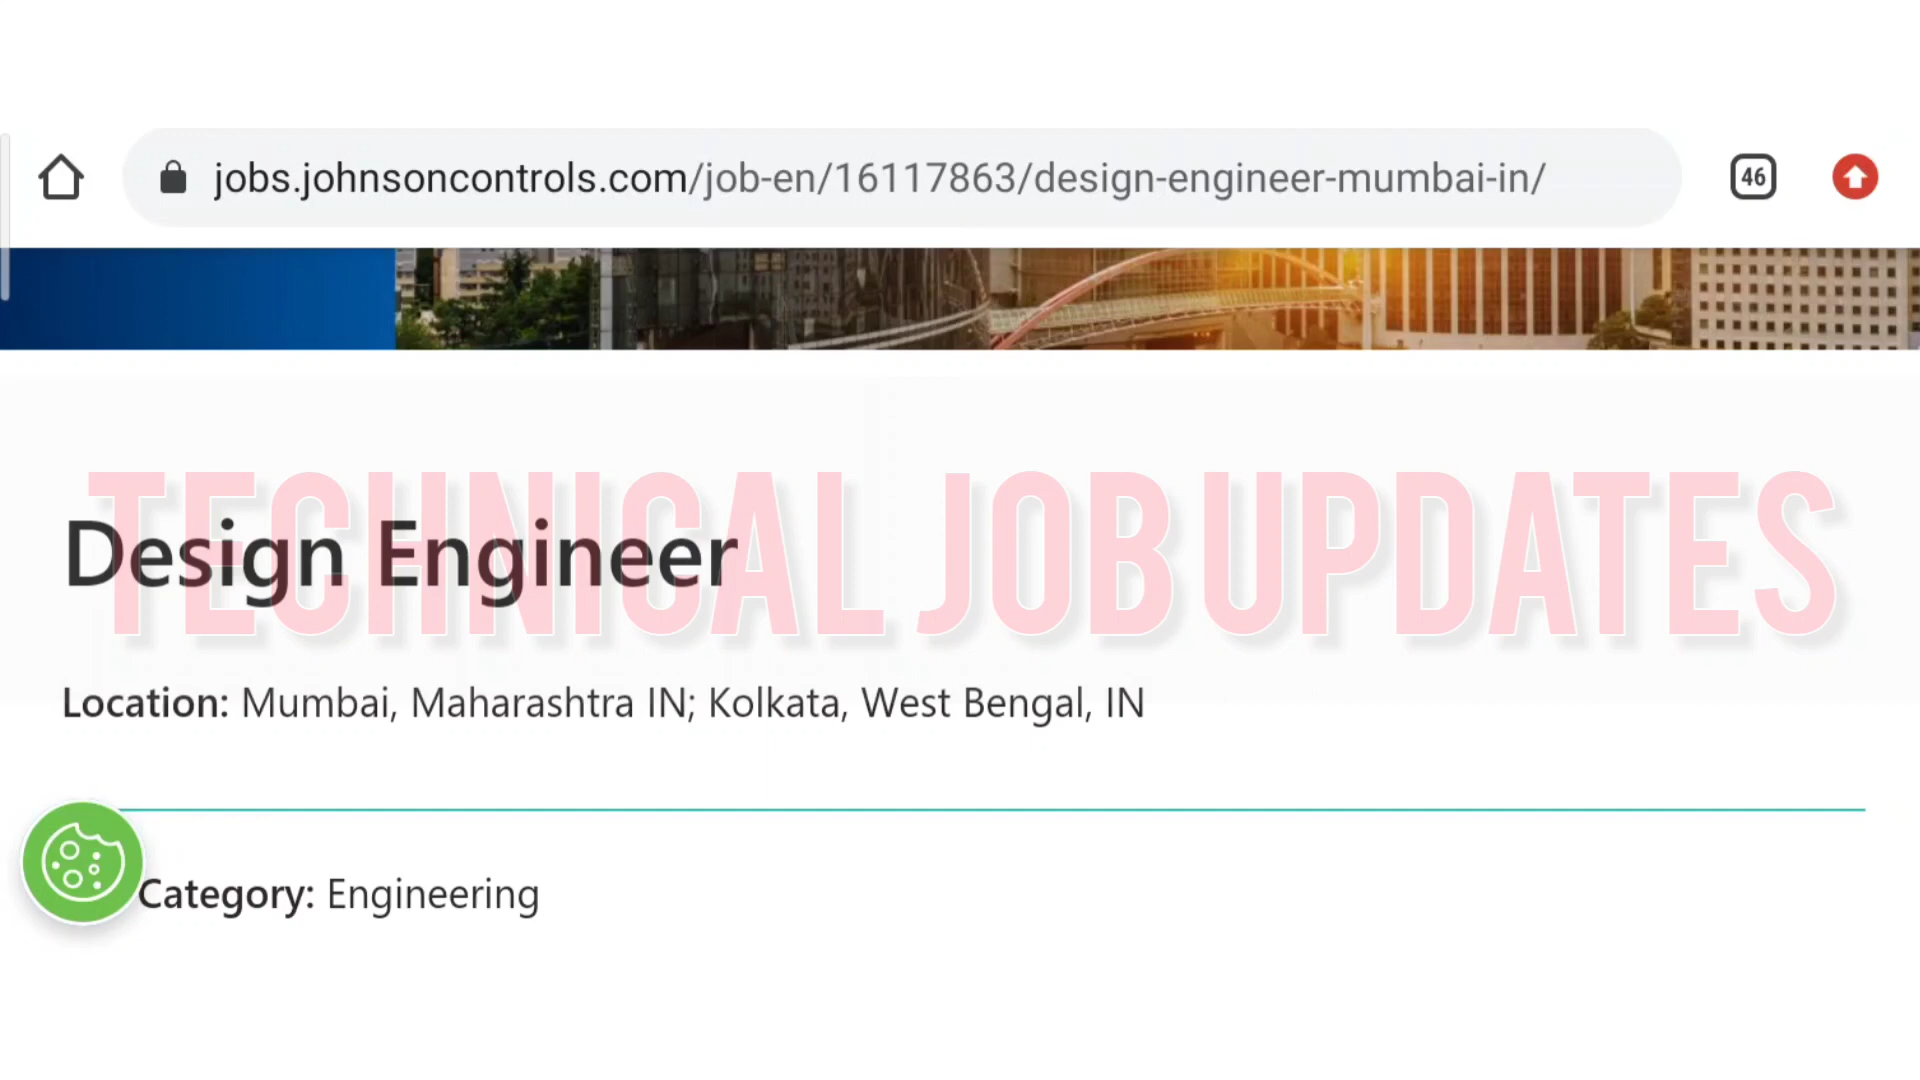 jobs.johnsoncontrols.com/job-en/16117863/design-engineer-mumbai-in/
46
TECHNICAL JOB UPDATES
Design Engineer
Location: Mumbai, Maharashtra IN; Kolkata, West Bengal, IN
Category: Engineering